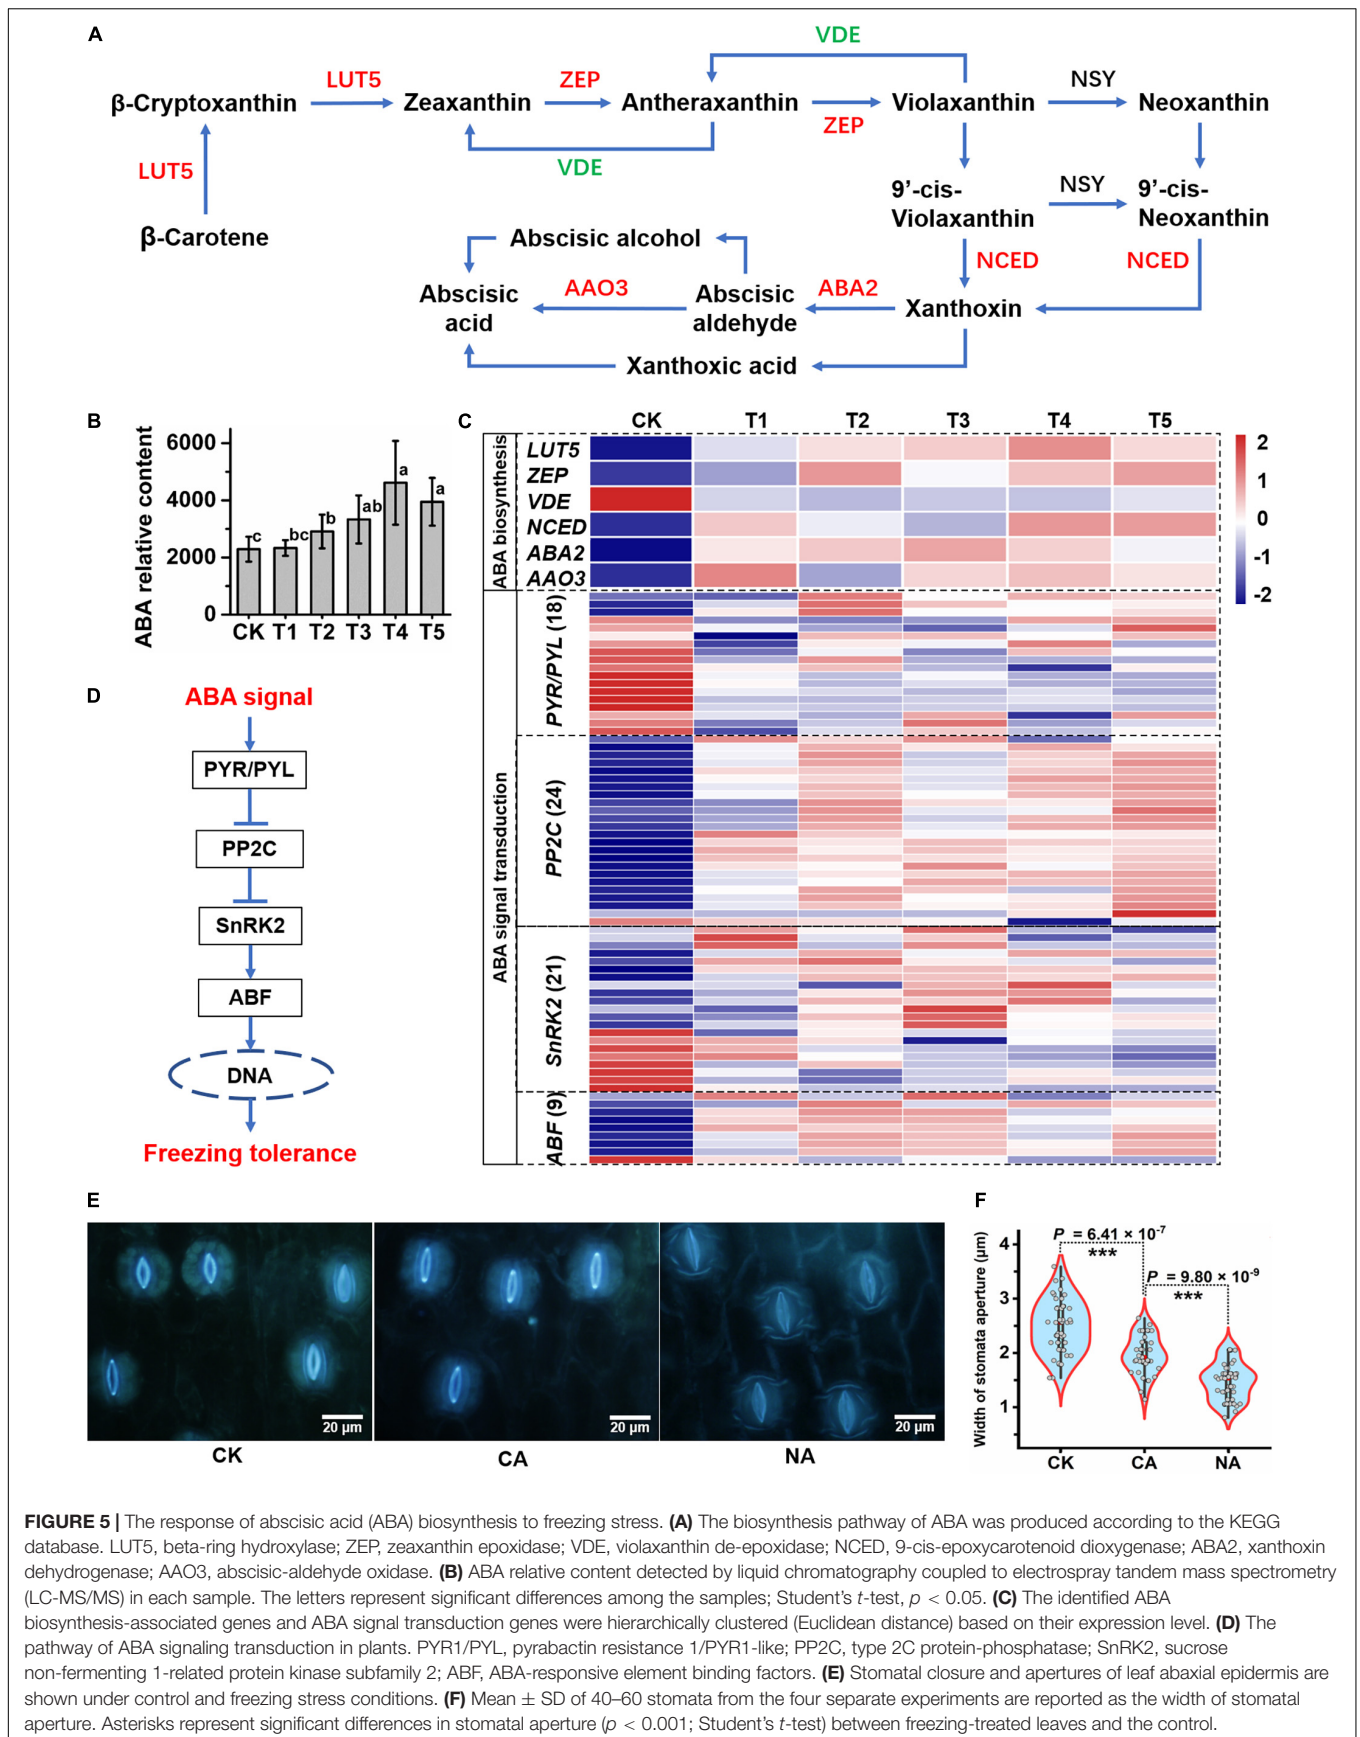 A
VDE
β-Cryptoxanthin
LUT5
Zeaxanthin
ZEP
Antheraxanthin
ZEP
Violaxanthin
NSY
Neoxanthin
LUT5
VDE
β-Carotene
9’-cis-
Violaxanthin
NSY
9’-cis-
Neoxanthin
Abscisic alcohol
NCED
NCED
Abscisic
acid
AAO3
Abscisic
aldehyde
ABA2
Xanthoxin
Xanthoxic acid
B
ABA relative content
6000
4000
2000
0
c
bc
b
ab
a
a
CK T1 T2 T3 T4 T5
C
CK T1 T2 T3 T4 T5
ABA biosynthesis
LUT5
ZEP
VDE
NCED
ABA2
AAO3
ABA signal transduction
PYR/PYL (18)
PP2C (24)
SnRK2 (21)
ABF (9)
2
1
0
-1
-2
D
ABA signal
PYR/PYL
PP2C
SnRK2
ABF
DNA
Freezing tolerance
E
20 µm
20 µm
20 µm
CK
CA
NA
F
Width of stomata aperture (µm)
4
3
2
1
P = 6.41 × 10⁻⁷
***
P = 9.80 × 10⁻⁹
***
CK CA NA
FIGURE 5 | The response of abscisic acid (ABA) biosynthesis to freezing stress. (A) The biosynthesis pathway of ABA was produced according to the KEGG
database. LUT5, beta-ring hydroxylase; ZEP, zeaxanthin epoxidase; VDE, violaxanthin de-epoxidase; NCED, 9-cis-epoxycarotenoid dioxygenase; ABA2, xanthoxin
dehydrogenase; AAO3, abscisic-aldehyde oxidase. (B) ABA relative content detected by liquid chromatography coupled to electrospray tandem mass spectrometry
(LC-MS/MS) in each sample. The letters represent significant differences among the samples; Student’s t-test, p < 0.05. (C) The identified ABA
biosynthesis-associated genes and ABA signal transduction genes were hierarchically clustered (Euclidean distance) based on their expression level. (D) The
pathway of ABA signaling transduction in plants. PYR1/PYL, pyrabactin resistance 1/PYR1-like; PP2C, type 2C protein-phosphatase; SnRK2, sucrose
non-fermenting 1-related protein kinase subfamily 2; ABF, ABA-responsive element binding factors. (E) Stomatal closure and apertures of leaf abaxial epidermis are
shown under control and freezing stress conditions. (F) Mean ± SD of 40–60 stomata from the four separate experiments are reported as the width of stomatal
aperture. Asterisks represent significant differences in stomatal aperture (p < 0.001; Student’s t-test) between freezing-treated leaves and the control.